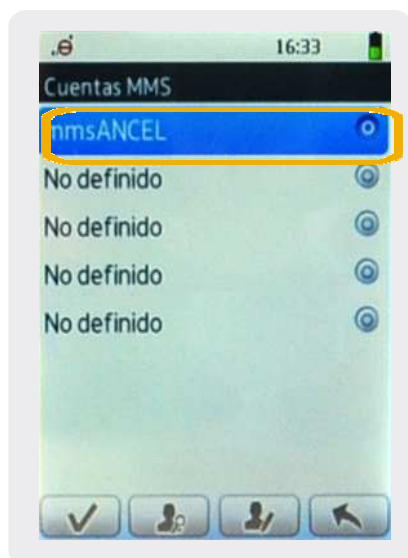 16:33
Cuentas MMS
mmsANCEL
No definido
No definido
No definido
No definido